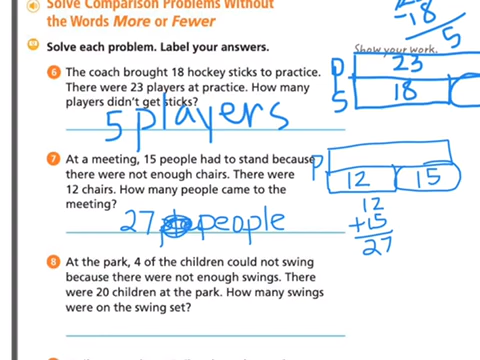 Solve Comparison Problems Without
the Words More or Fewer
Solve each problem. Label your answers.
Show your work.
-18
5
6 The coach brought 18 hockey sticks to practice.
There were 23 players at practice. How many
players didn't get sticks?
5 players
P 23
S 18
7 At a meeting, 15 people had to stand because
there were not enough chairs. There were
12 chairs. How many people came to the
meeting?
27 people
P
12 15
12
+15
27
8 At the park, 4 of the children could not swing
because there were not enough swings. There
were 20 children at the park. How many swings
were on the swing set?